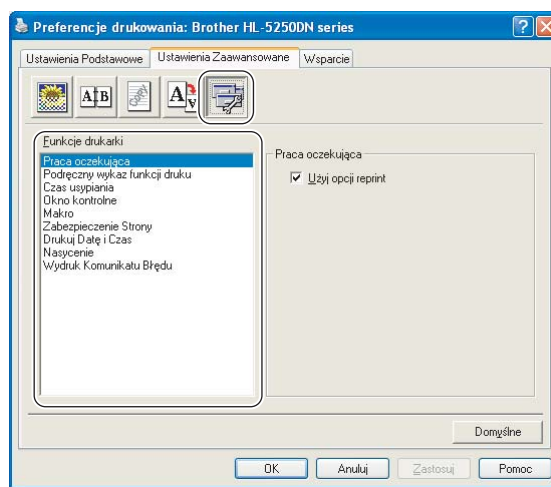 Preferencje drukowania: Brother HL-5250DN series
Ustawienia Podstawowe
Ustawienia Zaawansowane
Wsparcie
A B
A
A
Funkcje drukarki
Praca oczekująca
Podręczny wykaz funkcji druku
Czas usypiania
Okno kontrolne
Makro
Zabezpieczenie Strony
Drukuj Datę i Czas
Nasycenie
Wydruk Komunikatu Błędu
Praca oczekująca
Użyj opcji reprint
Domyślne
OK
Anuluj
Zastosuj
Pomoc